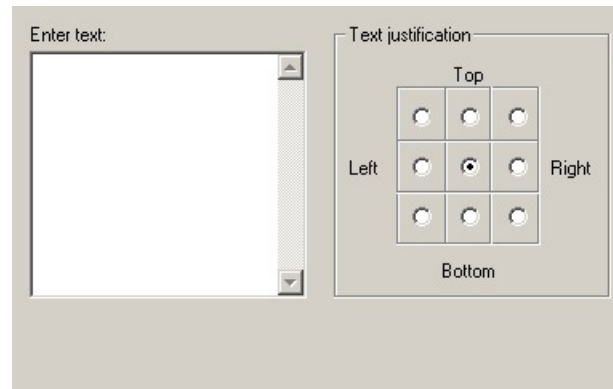 Enter text:
Text justification
Top
Left
Right
Bottom